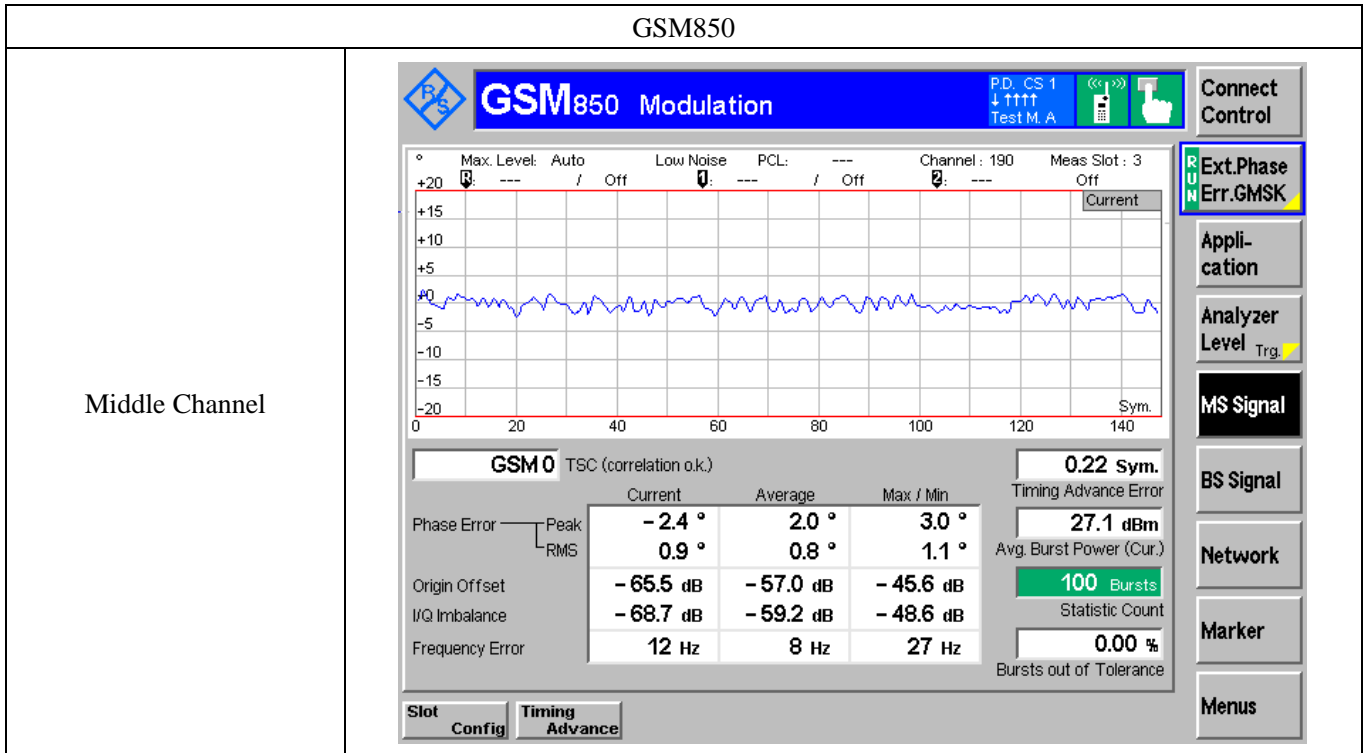 GSM850
Middle Channel
R&S
GSM850 Modulation
P.D. CS 1
↓ ↑↑↑↑
Test M. A
Connect
Control
° Max. Level: Auto Low Noise PCL: --- Channel : 190 Meas Slot : 3
R: --- / Off 1: --- / Off 2: --- Off
RUN
Ext.Phase
Err.GMSK
Current
+20
+15
+10
+5
+0
-5
-10
-15
-20
Sym.
0 20 40 60 80 100 120 140
Appli-
cation
Analyzer
Level Trg.
MS Signal
BS Signal
Network
Marker
Menus
GSM 0 TSC (correlation o.k.)
0.22 Sym.
Timing Advance Error
Current Average Max / Min
Phase Error Peak -2.4 ° 2.0 ° 3.0 °
RMS 0.9 ° 0.8 ° 1.1 °
27.1 dBm
Avg. Burst Power (Cur.)
Origin Offset -65.5 dB -57.0 dB -45.6 dB
100 Bursts
Statistic Count
I/Q Imbalance -68.7 dB -59.2 dB -48.6 dB
Frequency Error 12 Hz 8 Hz 27 Hz
0.00 %
Bursts out of Tolerance
Slot
Config
Timing
Advance